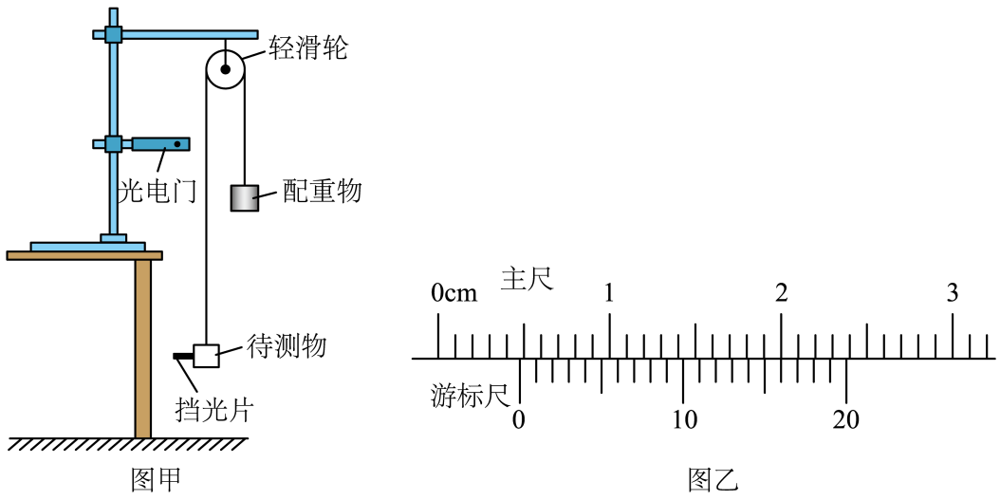 轻滑轮
光电门
配重物
待测物
挡光片
图甲
主尺
0cm 1 2 3
游标尺
0 10 20
图乙